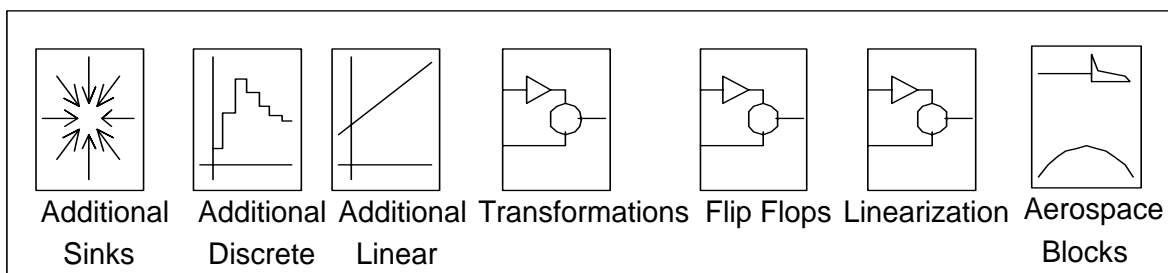 Additional
Sinks
Additional
Discrete
Additional
Linear
Transformations
Flip Flops
Linearization
Aerospace
Blocks